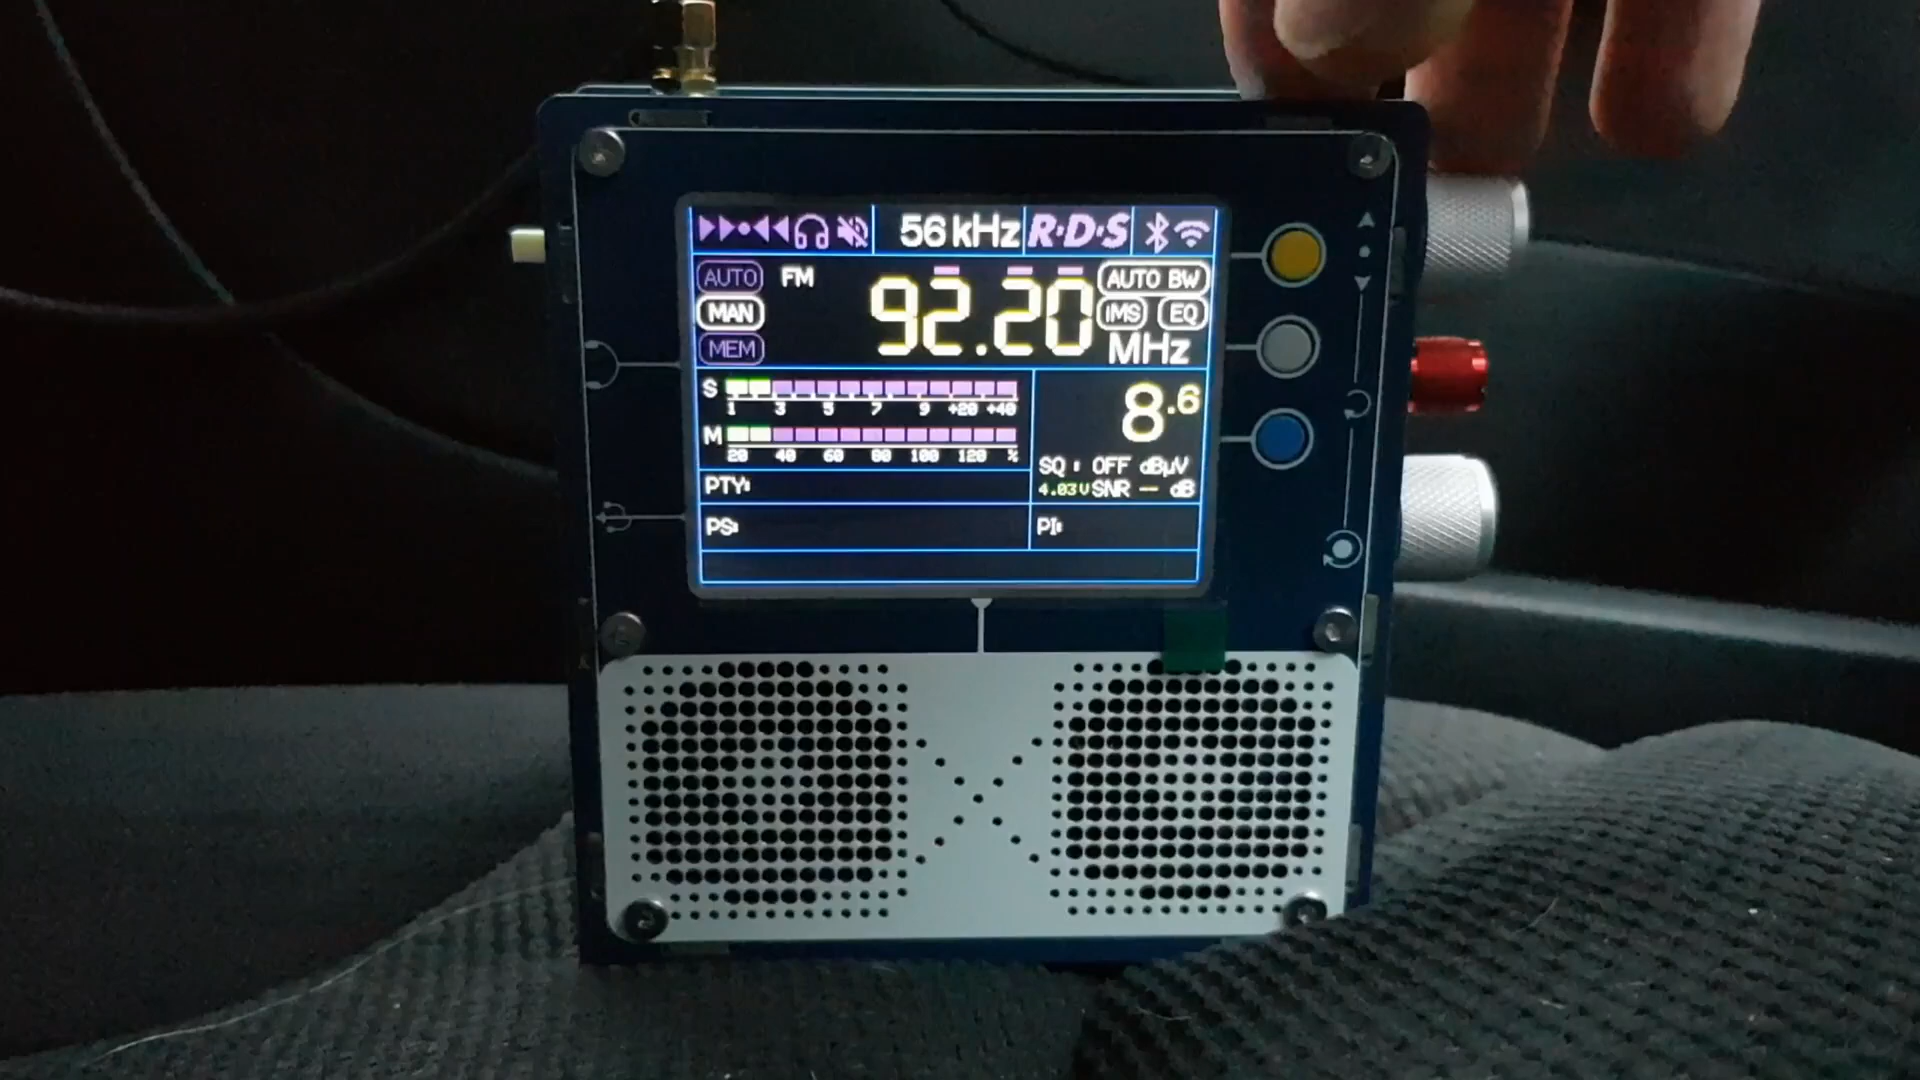 56 kHz R·D·S
AUTO FM 92.20 AUTO BW
MAN iMS EQ
MEM MHz
S 1 3 5 7 9 +20 +40
8.6
M 20 40 60 80 100 120 %
SQ: OFF dBµV
PTY: 4.03V SNR -- dB
PS: PI: